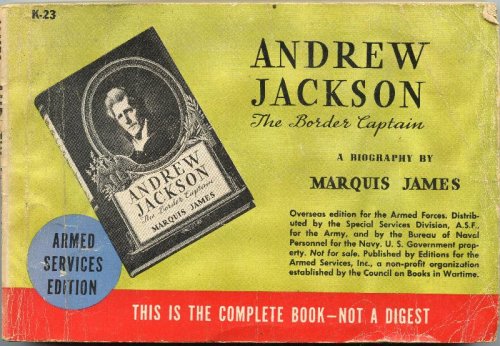 K-23
ANDREW
JACKSON
The Border Captain
A BIOGRAPHY BY
MARQUIS JAMES
ANDREW
JACKSON
The Border Captain
MARQUIS JAMES
Overseas edition for the Armed Forces. Distrib-
uted by the Special Services Division, A.S.F.,
for the Army, and by the Bureau of Naval
Personnel for the Navy. U. S. Government prop-
erty. Not for sale. Published by Editions for the
Armed Services, Inc., a non-profit organization
established by the Council on Books in Wartime.
ARMED
SERVICES
EDITION
THIS IS THE COMPLETE BOOK—NOT A DIGEST